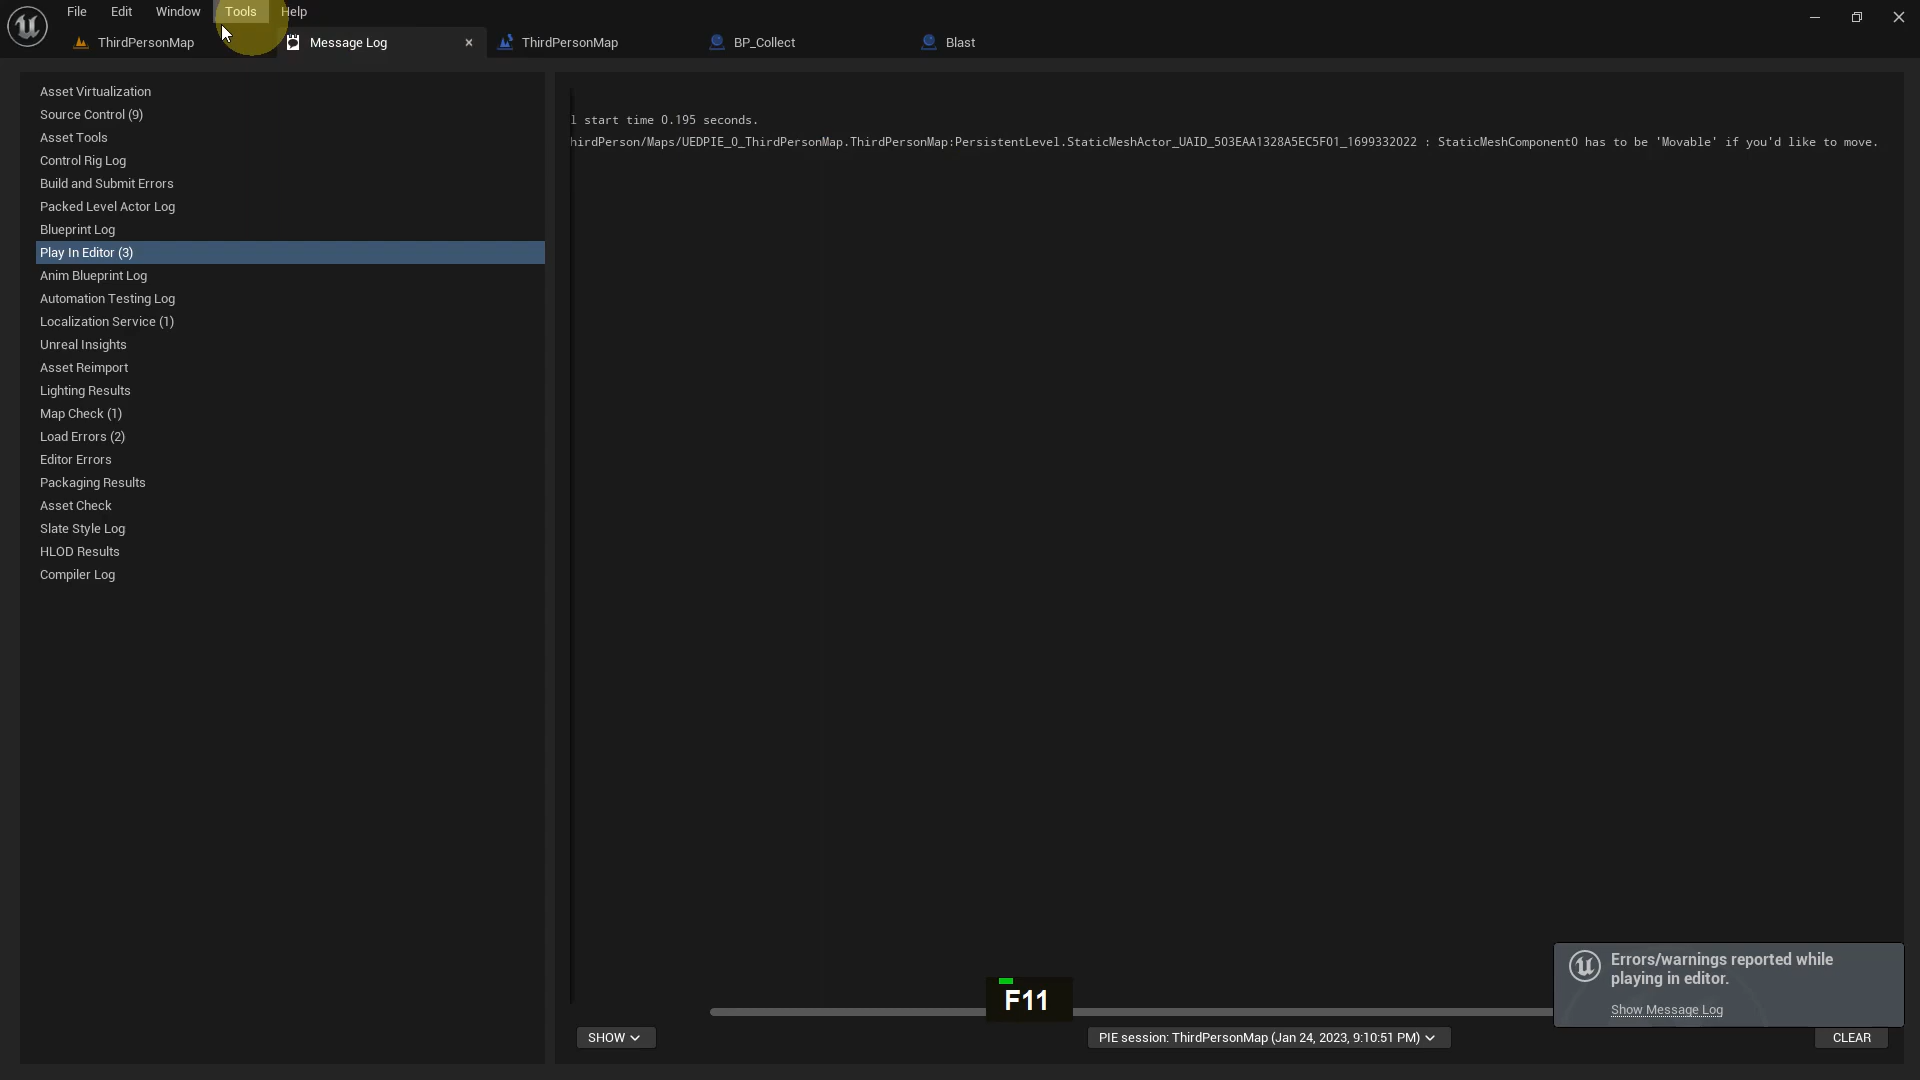 File Edit Window Tools Help
ThirdPersonMap Message Log × ThirdPersonMap BP_Collect Blast
Asset Virtualization
Source Control (9)
Asset Tools
Control Rig Log
Build and Submit Errors
Packed Level Actor Log
Blueprint Log
Play In Editor (3)
Anim Blueprint Log
Automation Testing Log
Localization Service (1)
Unreal Insights
Asset Reimport
Lighting Results
Map Check (1)
Load Errors (2)
Editor Errors
Packaging Results
Asset Check
Slate Style Log
HLOD Results
Compiler Log
l start time 0.195 seconds.
hirdPerson/Maps/UEDPIE_0_ThirdPersonMap.ThirdPersonMap:PersistentLevel.StaticMeshActor_UAID_503EAA1328A5EC5F01_1699332022 : StaticMeshComponent0 has to be 'Movable' if you'd like to move.
Errors/warnings reported while
playing in editor.
Show Message Log
F11
SHOW
PIE session: ThirdPersonMap (Jan 24, 2023, 9:10:51 PM)
CLEAR